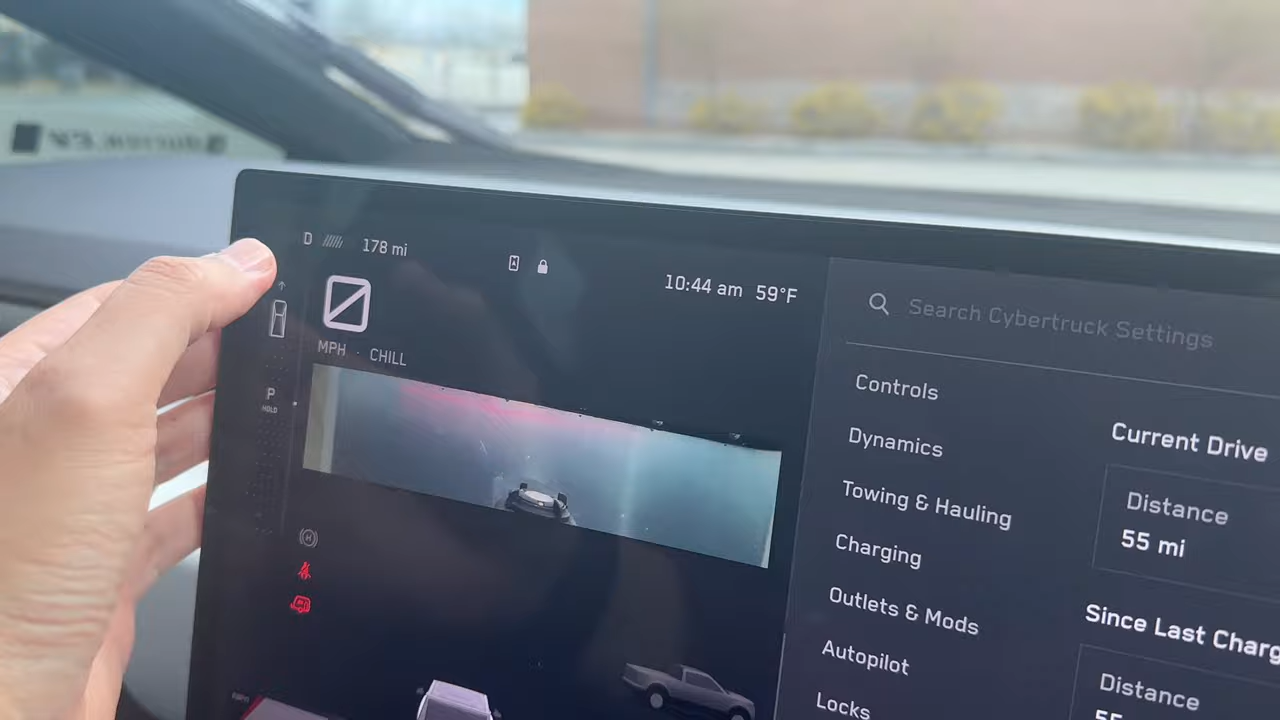 D 178 mi
10:44 am 59°F
MPH · CHILL
P
HOLD
Search Cybertruck Settings
Controls
Dynamics
Towing & Hauling
Charging
Outlets & Mods
Autopilot
Locks
Current Drive
Distance
55 mi
Since Last Charg
Distance
55